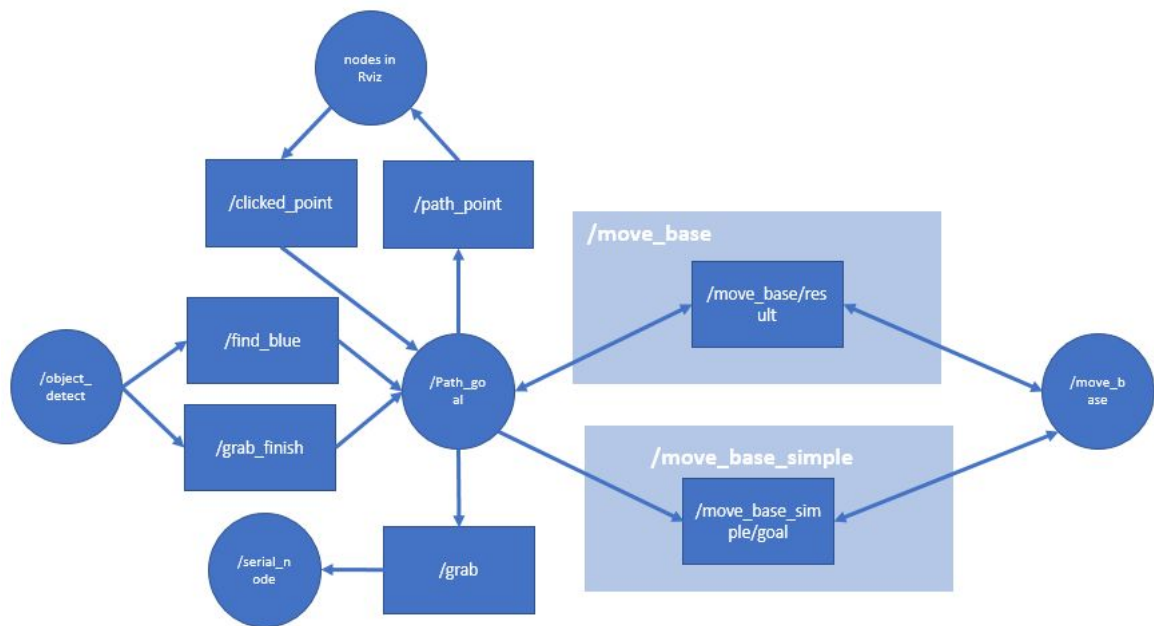 nodes in
Rviz
/clicked_point
/path_point
/move_base
/move_base/res
ult
/find_blue
/object_
detect
/Path_go
al
/move_b
ase
/grab_finish
/move_base_simple
/move_base_sim
ple/goal
/serial_n
ode
/grab